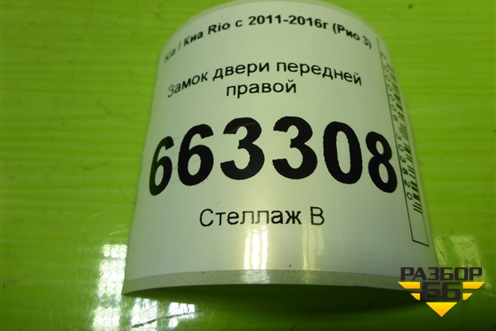 Kia / Киа Rio с 2011-2016г (Рио 3)
Замок двери передней
правой
663308
Стеллаж В
РАЗБОР
66